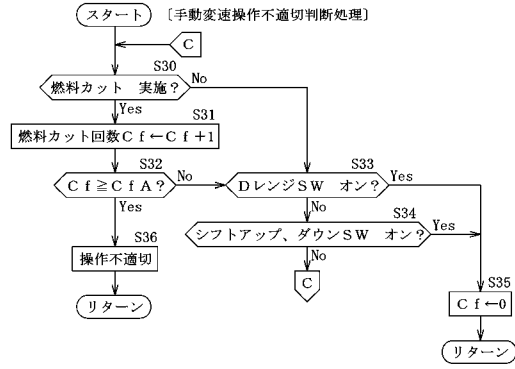 スタート 〔手動変速操作不適切判断処理〕
C
S30
燃料カット 実施? No
Yes
S31
燃料カット回数Cf←Cf+1
S32
Cf≧CfA? No
Yes
S33
DレンジSW オン? Yes
No
S34
シフトアップ、ダウンSW オン? Yes
No
C
S36
操作不適切
リターン
S35
Cf←0
リターン